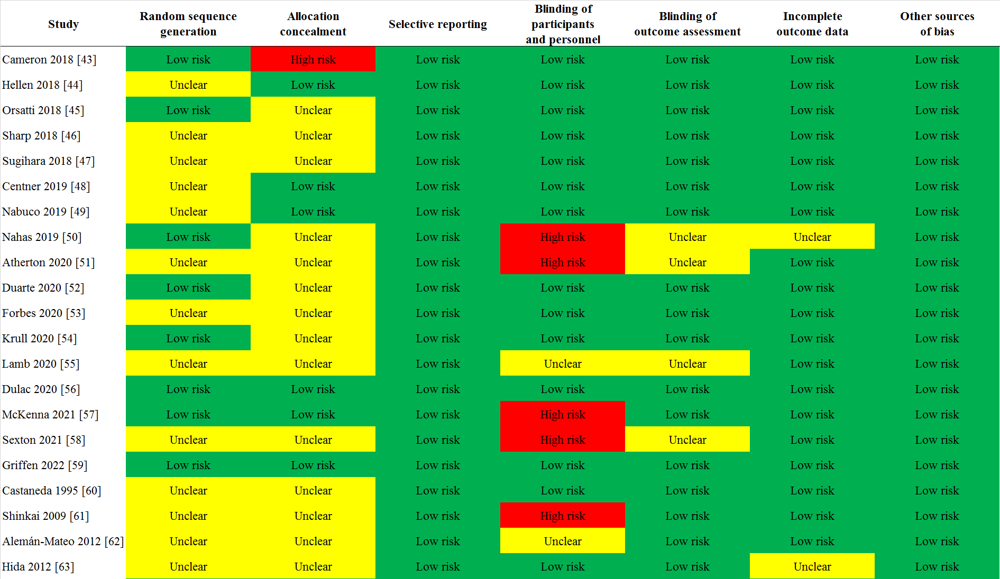 Study | Random sequence generation | Allocation concealment | Selective reporting | Blinding of participants and personnel | Blinding of outcome assessment | Incomplete outcome data | Other sources of bias
Cameron 2018 [43] | Low risk | High risk | Low risk | Low risk | Low risk | Low risk | Low risk
Hellen 2018 [44] | Unclear | Low risk | Low risk | Low risk | Low risk | Low risk | Low risk
Orsatti 2018 [45] | Low risk | Unclear | Low risk | Low risk | Low risk | Low risk | Low risk
Sharp 2018 [46] | Unclear | Unclear | Low risk | Low risk | Low risk | Low risk | Low risk
Sugihara 2018 [47] | Unclear | Unclear | Low risk | Low risk | Low risk | Low risk | Low risk
Centner 2019 [48] | Unclear | Low risk | Low risk | Low risk | Low risk | Low risk | Low risk
Nabuco 2019 [49] | Unclear | Low risk | Low risk | Low risk | Low risk | Low risk | Low risk
Nahas 2019 [50] | Low risk | Unclear | Low risk | High risk | Unclear | Unclear | Low risk
Atherton 2020 [51] | Unclear | Unclear | Low risk | High risk | Unclear | Low risk | Low risk
Duarte 2020 [52] | Low risk | Unclear | Low risk | Low risk | Low risk | Low risk | Low risk
Forbes 2020 [53] | Unclear | Unclear | Low risk | Low risk | Low risk | Low risk | Low risk
Krull 2020 [54] | Low risk | Unclear | Low risk | Low risk | Low risk | Low risk | Low risk
Lamb 2020 [55] | Unclear | Unclear | Low risk | Unclear | Unclear | Low risk | Low risk
Dulac 2020 [56] | Low risk | Low risk | Low risk | Low risk | Low risk | Low risk | Low risk
McKenna 2021 [57] | Low risk | Low risk | Low risk | High risk | Low risk | Low risk | Low risk
Sexton 2021 [58] | Unclear | Unclear | Low risk | High risk | Unclear | Low risk | Low risk
Griffen 2022 [59] | Low risk | Low risk | Low risk | Low risk | Low risk | Low risk | Low risk
Castaneda 1995 [60] | Unclear | Unclear | Low risk | Low risk | Low risk | Low risk | Low risk
Shinkai 2009 [61] | Unclear | Unclear | Low risk | High risk | Low risk | Low risk | Low risk
Alemán-Mateo 2012 [62] | Unclear | Unclear | Low risk | Unclear | Low risk | Low risk | Low risk
Hida 2012 [63] | Unclear | Unclear | Low risk | Low risk | Low risk | Unclear | Low risk